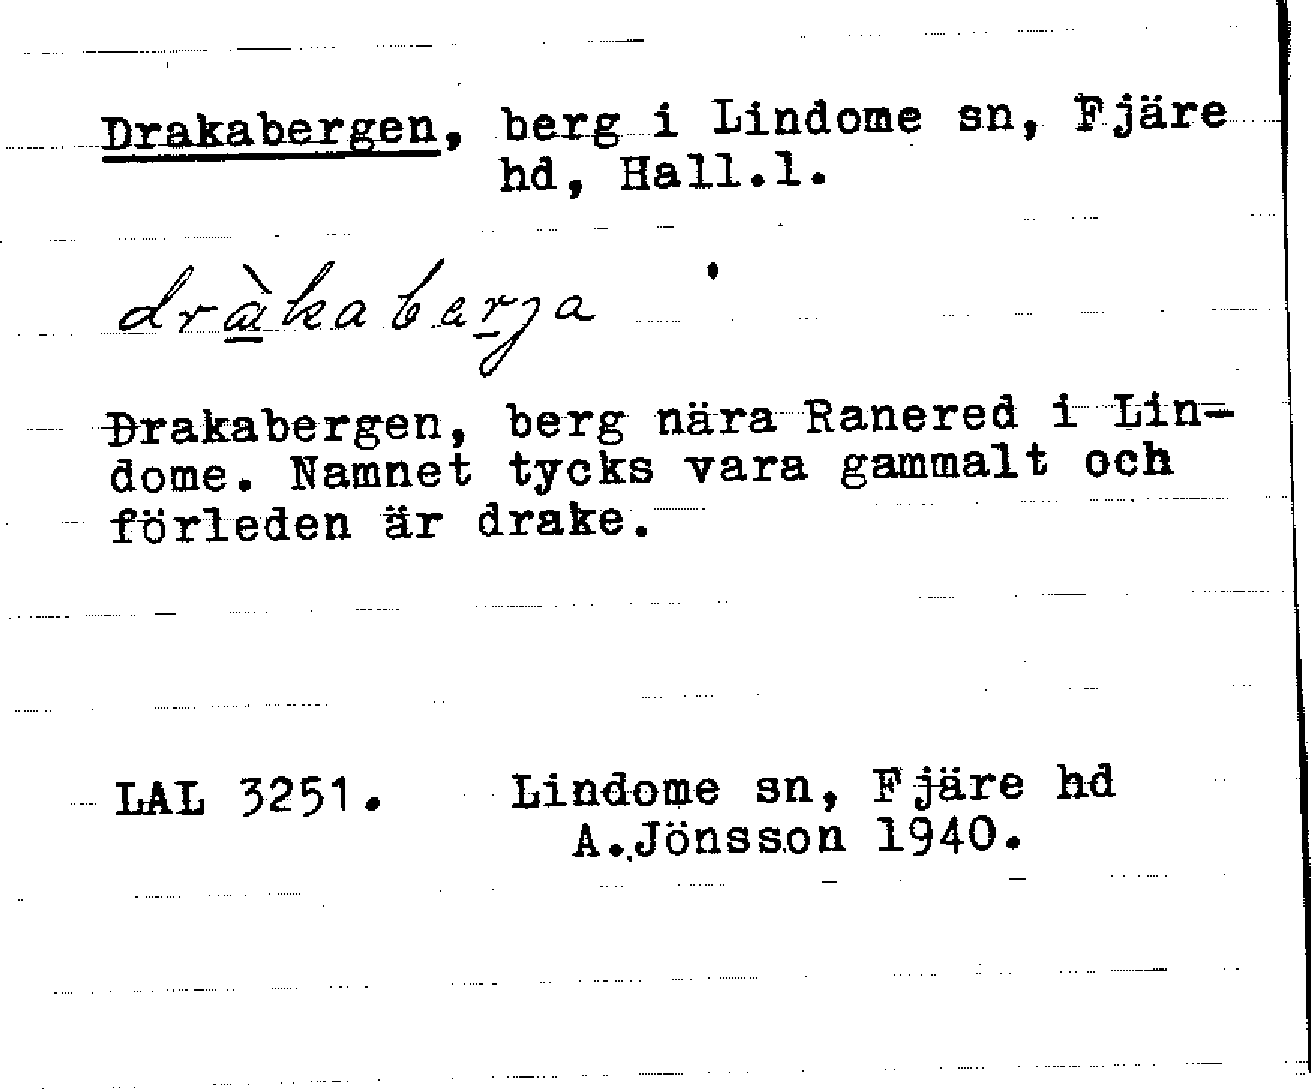 Drakabergen, berg i Lindome sn, Fjäre
hd, Hall.l.
dràkabærja
Drakabergen, berg nära Ranered i Lin-
dome. Namnet tycks vara gammalt och
förleden är drake.
LAL 3251. Lindome sn, Fjäre hd
A.Jönsson 1940.